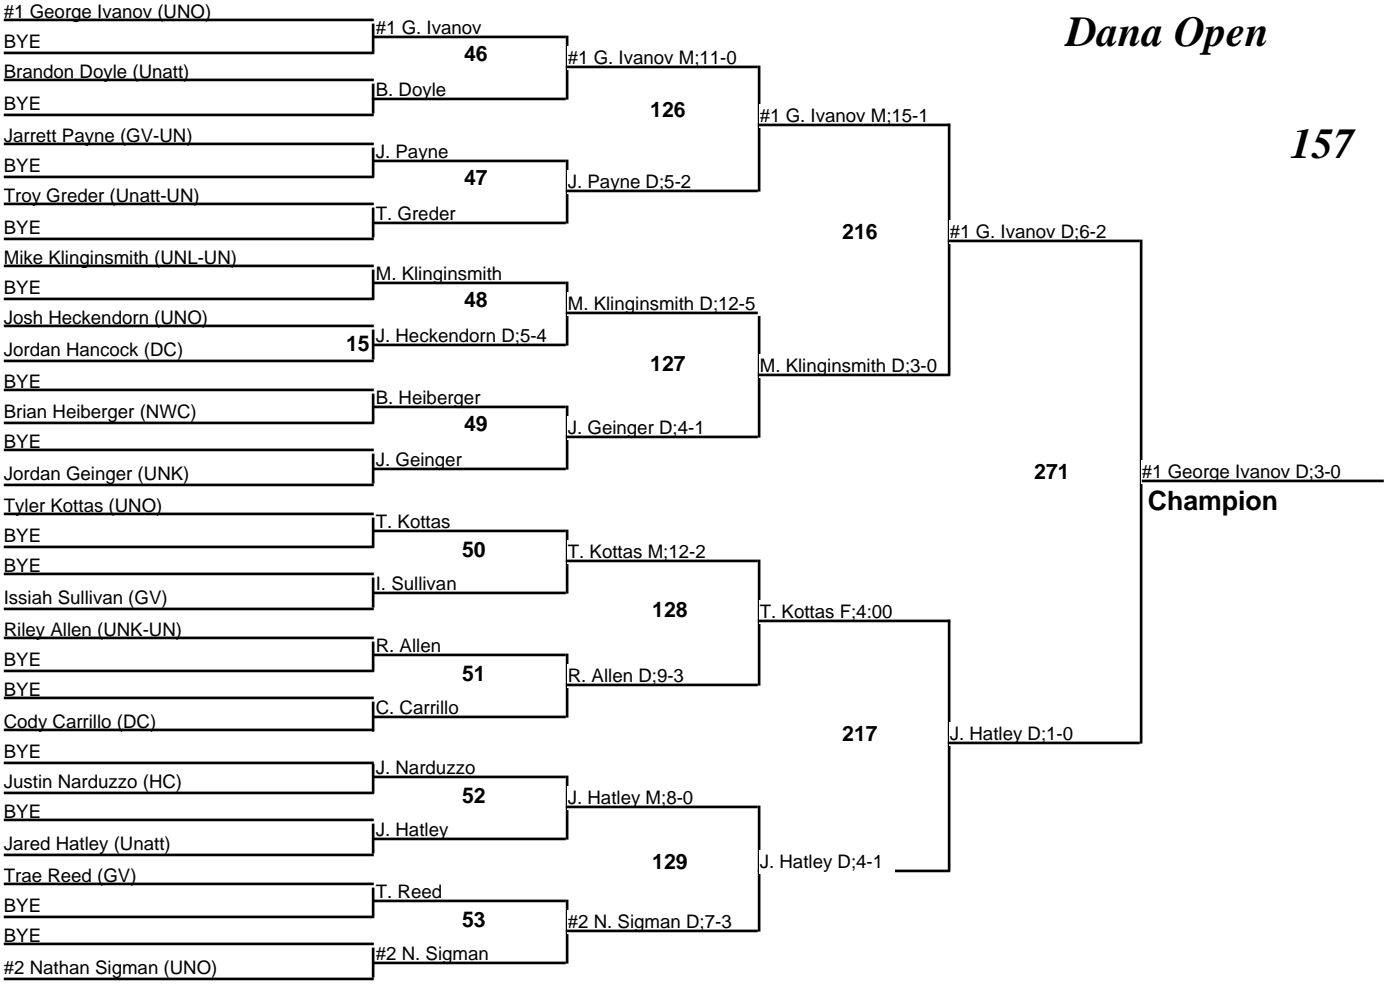 Dana Open
157
#1 George Ivanov (UNO)
BYE
Brandon Doyle (Unatt)
BYE
Jarrett Payne (GV-UN)
BYE
Troy Greder (Unatt-UN)
BYE
Mike Klinginsmith (UNL-UN)
BYE
Josh Heckendorn (UNO)
Jordan Hancock (DC)
BYE
Brian Heiberger (NWC)
BYE
Jordan Geinger (UNK)
Tyler Kottas (UNO)
BYE
BYE
Issiah Sullivan (GV)
Riley Allen (UNK-UN)
BYE
BYE
Cody Carrillo (DC)
BYE
Justin Narduzzo (HC)
BYE
Jared Hatley (Unatt)
Trae Reed (GV)
BYE
BYE
#2 Nathan Sigman (UNO)
15
#1 G. Ivanov
46
B. Doyle
J. Payne
47
T. Greder
M. Klinginsmith
48
J. Heckendorn D;5-4
B. Heiberger
49
J. Geinger
T. Kottas
50
I. Sullivan
R. Allen
51
C. Carrillo
J. Narduzzo
52
J. Hatley
T. Reed
53
#2 N. Sigman
#1 G. Ivanov M;11-0
126
J. Payne D;5-2
M. Klinginsmith D;12-5
127
J. Geinger D;4-1
T. Kottas M;12-2
128
R. Allen D;9-3
J. Hatley M;8-0
129
#2 N. Sigman D;7-3
#1 G. Ivanov M;15-1
216
M. Klinginsmith D;3-0
T. Kottas F;4:00
217
J. Hatley D;4-1
#1 G. Ivanov D;6-2
271
J. Hatley D;1-0
#1 George Ivanov D;3-0
Champion